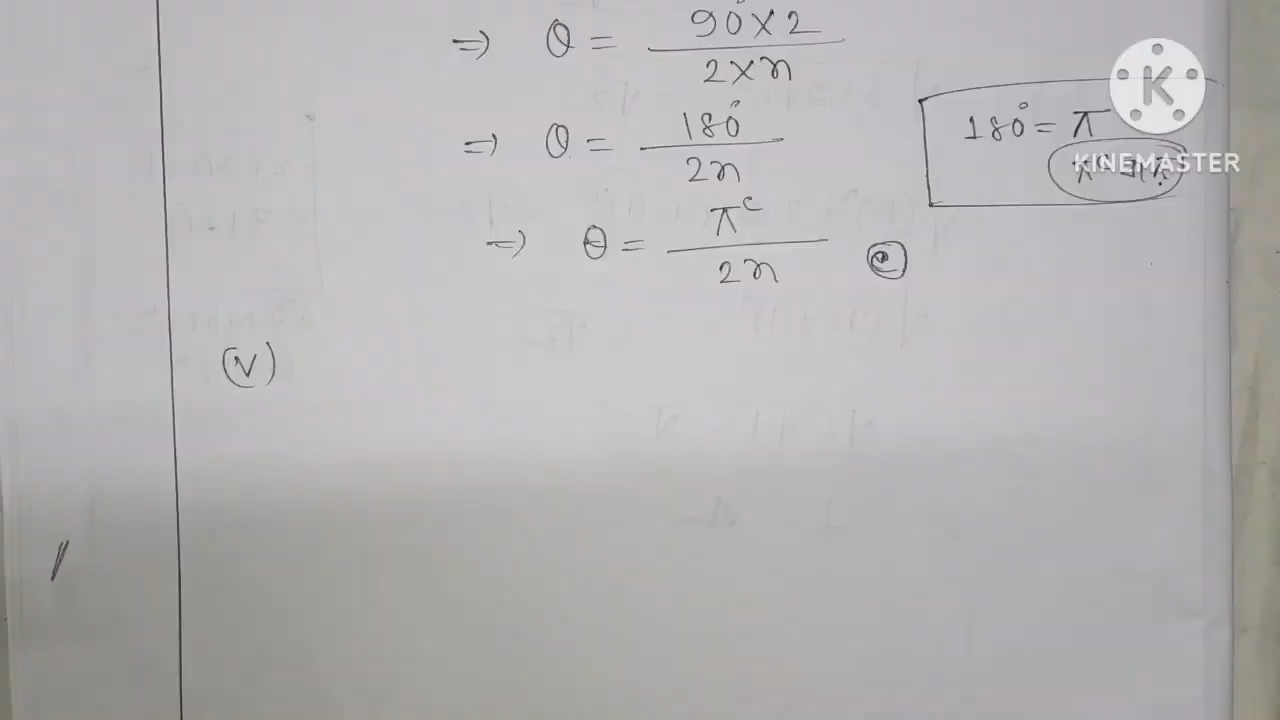 ⇒ θ = 90° × 2 / 2 × n
⇒ θ = 180° / 2n
⇒ θ = π^c / 2n
180° = π
K
KINEMASTER
(v)